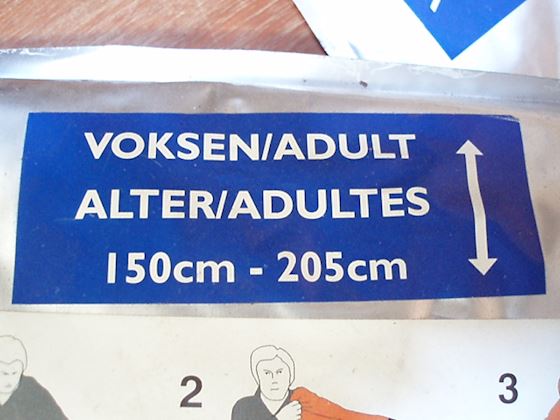 VOKSEN/ADULT
ALTER/ADULTES
150cm - 205cm
2 3